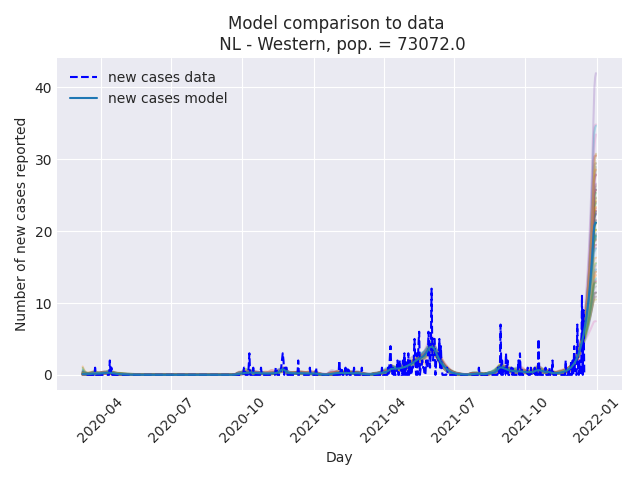 Model comparison to data
NL - Western, pop. = 73072.0
new cases data
new cases model
Number of new cases reported
40
30
20
10
0
2020-04
2020-07
2020-10
2021-01
2021-04
2021-07
2021-10
2022-01
Day